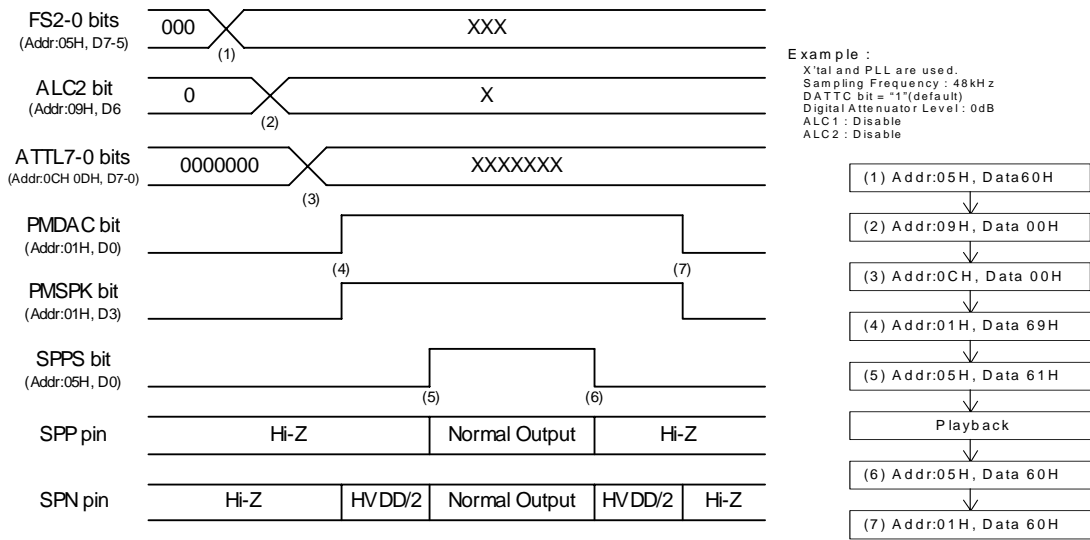 FS2-0 bits
(Addr:05H, D7-5)
000
XXX
(1)
ALC2 bit
(Addr:09H, D6
0
X
(2)
ATTL7-0 bits
(Addr:0CH 0DH, D7-0)
0000000
XXXXXXX
(3)
PMDAC bit
(Addr:01H, D0)
(4)
(7)
PMSPK bit
(Addr:01H, D3)
SPPS bit
(Addr:05H, D0)
(5)
(6)
SPP pin
Hi-Z
Normal Output
Hi-Z
SPN pin
Hi-Z
HVDD/2
Normal Output
HVDD/2
Hi-Z
Example :
X'tal and PLL are used.
Sampling Frequency : 48kHz
DATTC bit = “1”(default)
Digital Attenuator Level : 0dB
ALC1 : Disable
ALC2 : Disable
(1) Addr:05H, Data60H
(2) Addr:09H, Data 00H
(3) Addr:0CH, Data 00H
(4) Addr:01H, Data 69H
(5) Addr:05H, Data 61H
Playback
(6) Addr:05H, Data 60H
(7) Addr:01H, Data 60H